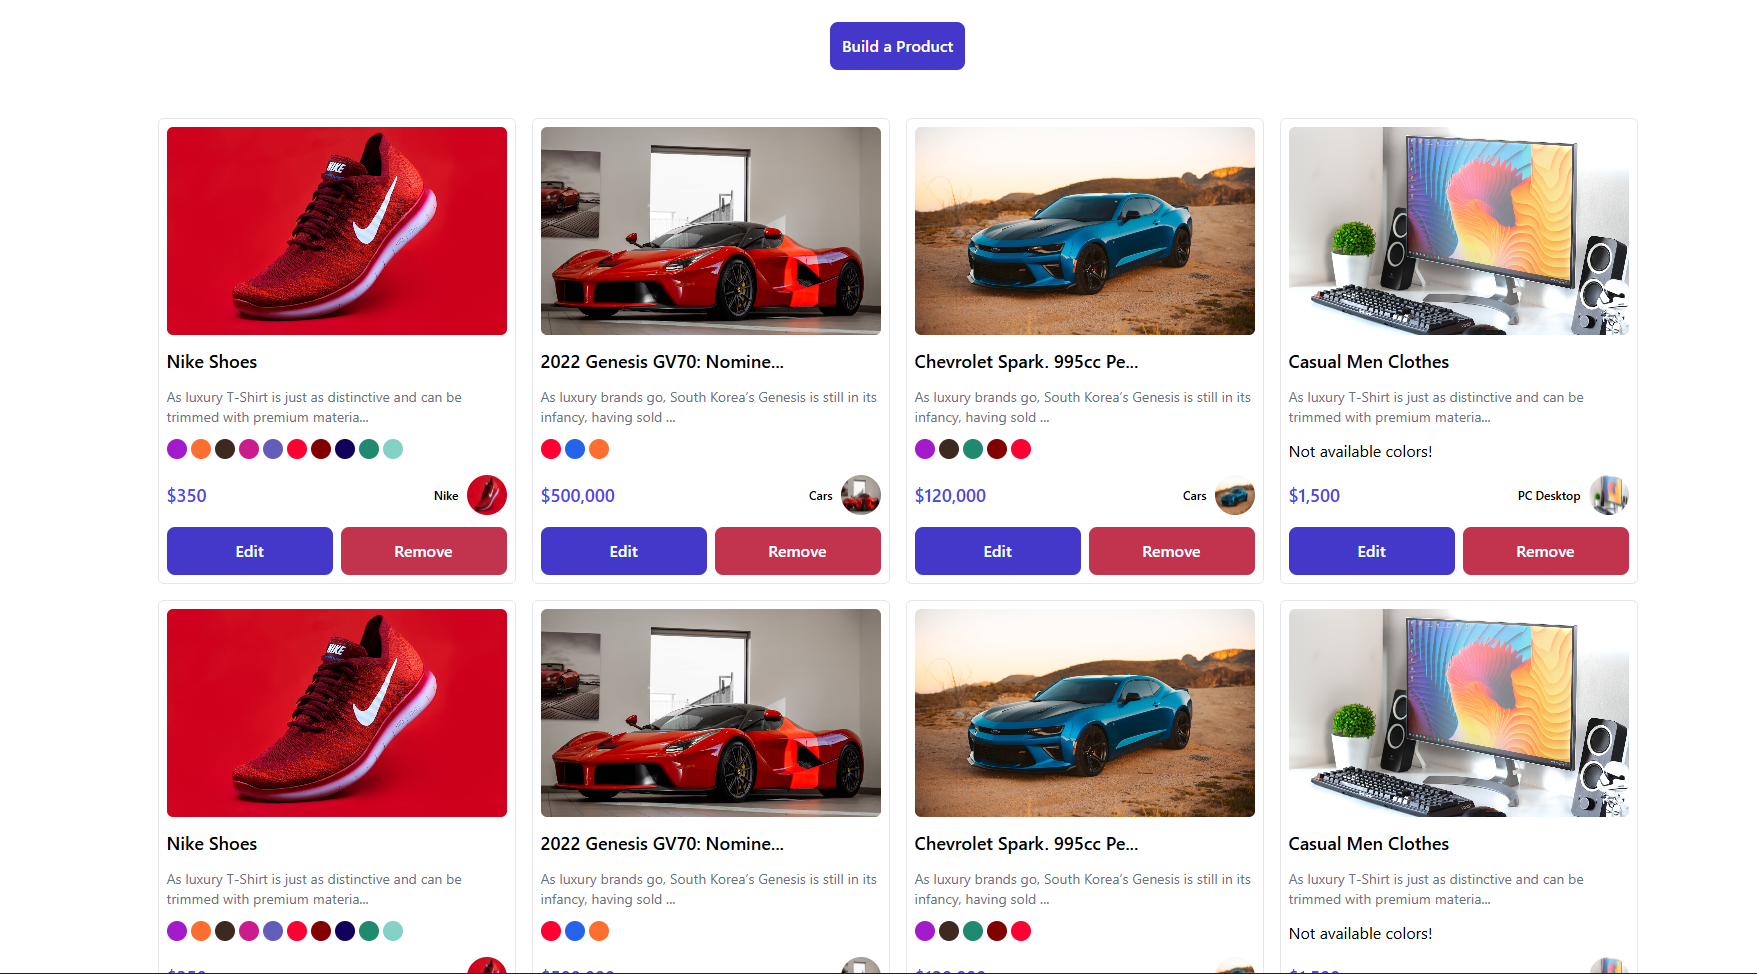 Build a Product
NIKE
Nike Shoes
As luxury T-Shirt is just as distinctive and can be
trimmed with premium materia...
$350
Nike
Edit
Remove
2022 Genesis GV70: Nomine...
As luxury brands go, South Korea’s Genesis is still in its
infancy, having sold ...
$500,000
Cars
Edit
Remove
Chevrolet Spark. 995cc Pe...
As luxury brands go, South Korea’s Genesis is still in its
infancy, having sold ...
$120,000
Cars
Edit
Remove
Casual Men Clothes
As luxury T-Shirt is just as distinctive and can be
trimmed with premium materia...
Not available colors!
$1,500
PC Desktop
Edit
Remove
NIKE
Nike Shoes
As luxury T-Shirt is just as distinctive and can be
trimmed with premium materia...
2022 Genesis GV70: Nomine...
As luxury brands go, South Korea’s Genesis is still in its
infancy, having sold ...
Chevrolet Spark. 995cc Pe...
As luxury brands go, South Korea’s Genesis is still in its
infancy, having sold ...
Casual Men Clothes
As luxury T-Shirt is just as distinctive and can be
trimmed with premium materia...
Not available colors!